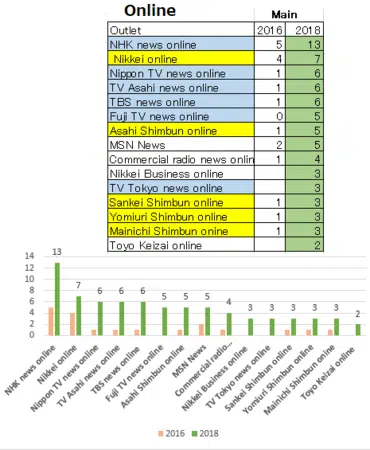 Online
Main
Outlet 2016 2018
NHK news online 5 13
Nikkei online 4 7
Nippon TV news online 1 6
TV Asahi news online 1 6
TBS news online 1 6
Fuji TV news online 0 5
Asahi Shimbun online 1 5
MSN News 2 5
Commercial radio news onlin 1 4
Nikkei Business online 3
TV Tokyo news online 3
Sankei Shimbun online 1 3
Yomiuri Shimbun online 1 3
Mainichi Shimbun onine 1 3
Toyo Keizai online 2
14
12
10
8
6
4
2
0
13 7 6 6 6 5 5 5 4 3 3 3 3 3 2
NHK news online
Nikkei online
Nippon TV news online
TV Asahi news online
TBS news online
Fuji TV news online
Asahi Shimbun online
MSN News
Commercial radio…
Nikkei Business online
TV Tokyo news online
Sankei Shimbun online
Yomiuri Shimbun online
Mainichi Shimbun onine
Toyo Keizai online
2016 2018